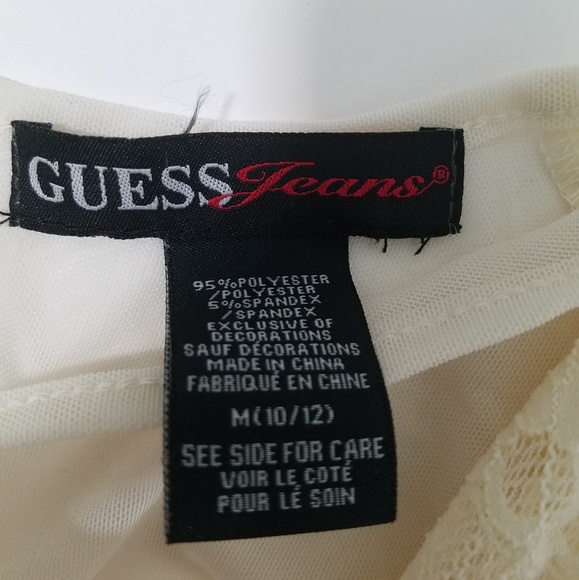 GUESS Jeans®
95%POLYESTER
/POLYESTER
5%SPANDEX
/SPANDEX
EXCLUSIVE OF
DECORATIONS
SAUF DÉCORATIONS
MADE IN CHINA
FABRIQUÉ EN CHINE
M(10/12)
SEE SIDE FOR CARE
VOIR LE COTÉ
POUR LÉ SOIN